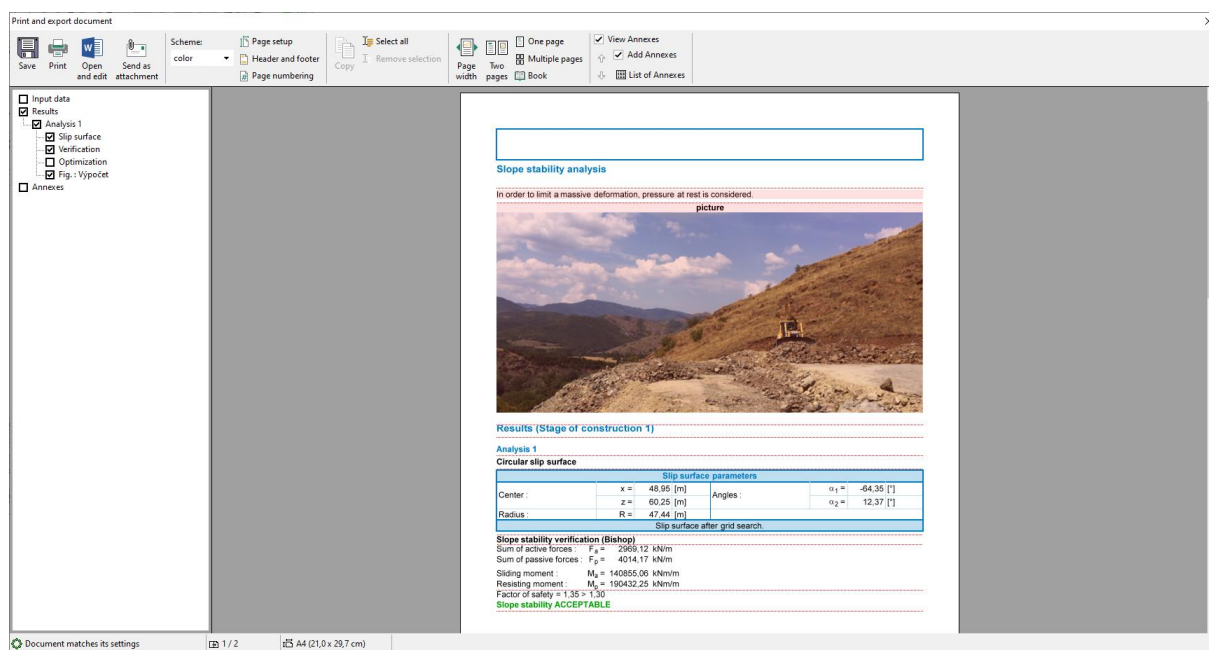 Print and export document
Save
Print
Open and edit
Send as attachment
Scheme:
color
Page setup
Header and footer
Page numbering
Copy
Select all
Remove selection
Page width
Two pages
One page
Multiple pages
Book
View Annexes
Add Annexes
List of Annexes
Input data
Results
Analysis 1
Slip surface
Verification
Optimization
Fig. : Výpočet
Annexes
Slope stability analysis
In order to limit a massive deformation, pressure at rest is considered.
picture
Results (Stage of construction 1)
Analysis 1
Circular slip surface
Slip surface parameters
Center : x = 48,95 [m] Angles : α1 = -64,35 [°]
z = 60,25 [m] α2 = 12,37 [°]
Radius : R = 47,44 [m]
Slip surface after grid search.
Slope stability verification (Bishop)
Sum of active forces : Fa = 2969,12 kN/m
Sum of passive forces : Fp = 4014,17 kN/m
Sliding moment : Ma = 140855,06 kNm/m
Resisting moment : Mp = 190432,25 kNm/m
Factor of safety = 1,35 > 1,30
Slope stability ACCEPTABLE
Document matches its settings
1 / 2
A4 (21,0 x 29,7 cm)